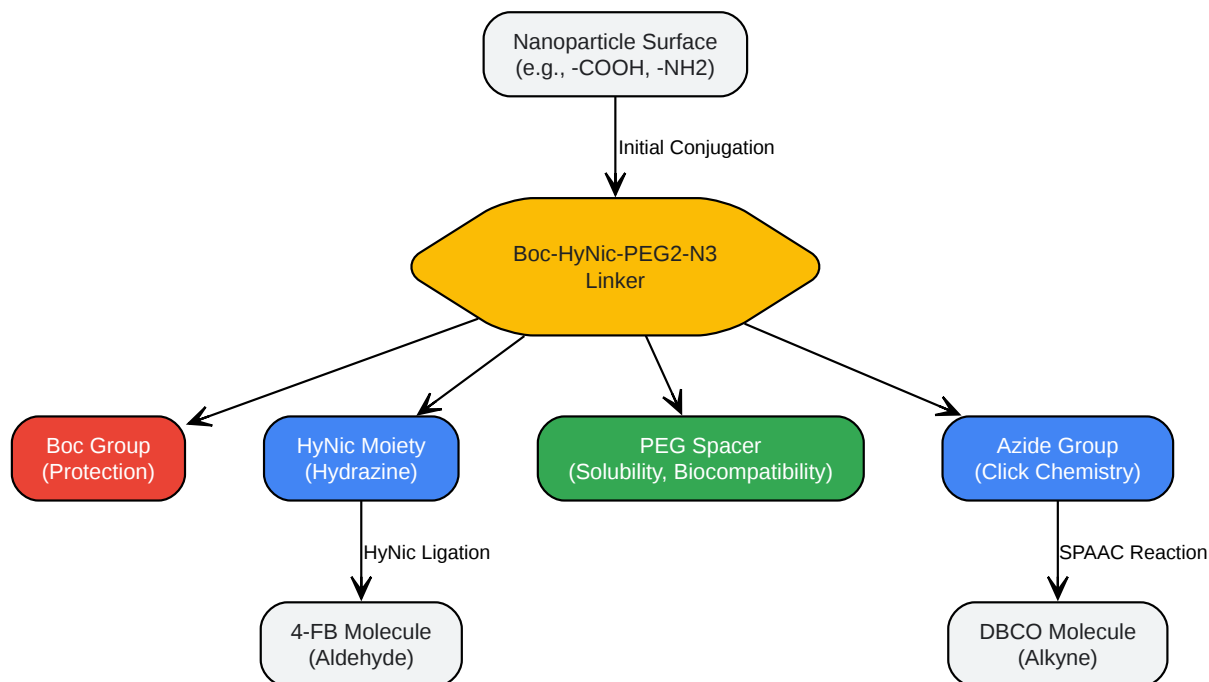 Nanoparticle Surface
(e.g., -COOH, -NH2)
Initial Conjugation
Boc-HyNic-PEG2-N3
Linker
Boc Group
(Protection)
HyNic Moiety
(Hydrazine)
PEG Spacer
(Solubility, Biocompatibility)
Azide Group
(Click Chemistry)
HyNic Ligation
SPAAC Reaction
4-FB Molecule
(Aldehyde)
DBCO Molecule
(Alkyne)